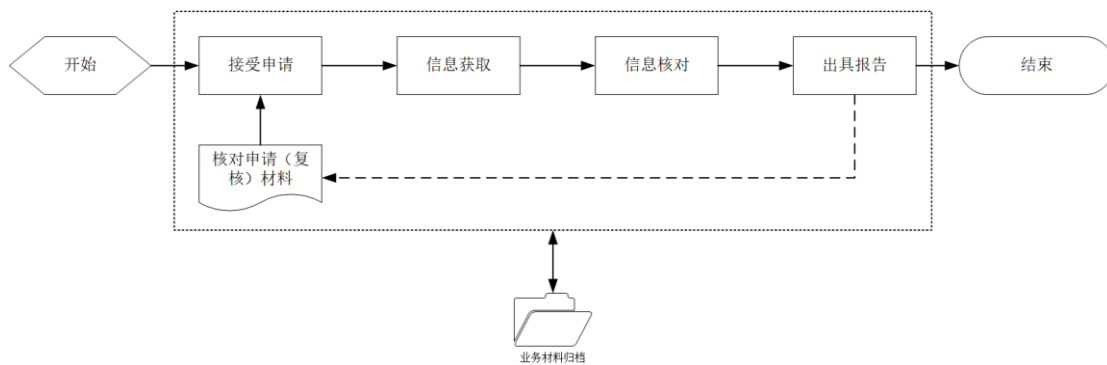 开始
接受申请
信息获取
信息核对
出具报告
结束
核对申请（复
核）材料
业务材料归档